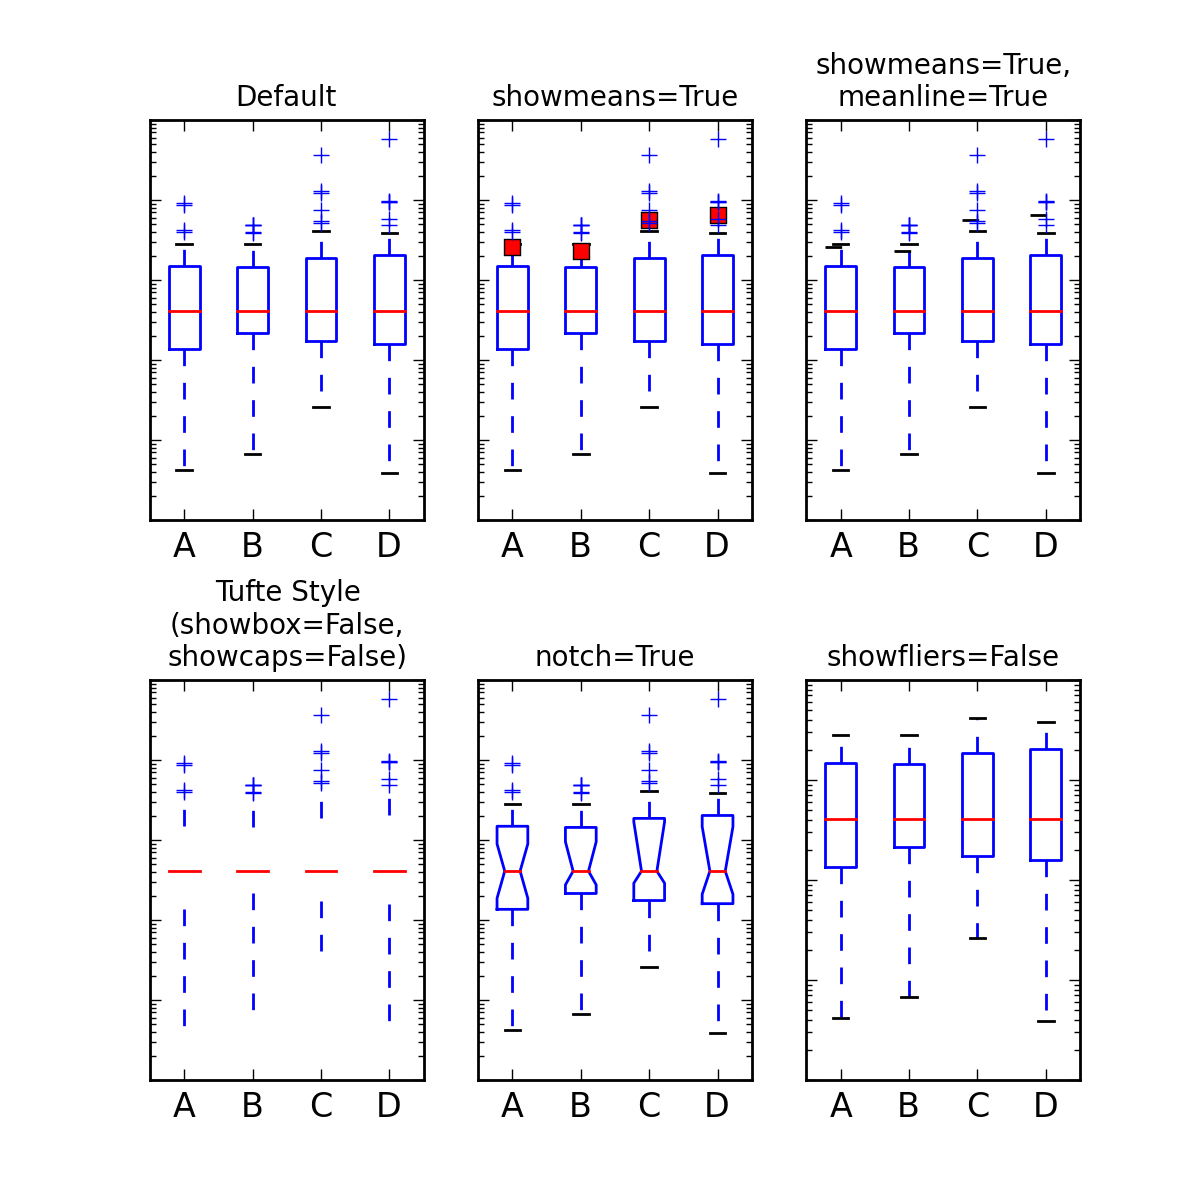 Default
showmeans=True
showmeans=True,
meanline=True
A B C D
A B C D
A B C D
Tufte Style
(showbox=False,
showcaps=False)
notch=True
showfliers=False
A B C D
A B C D
A B C D